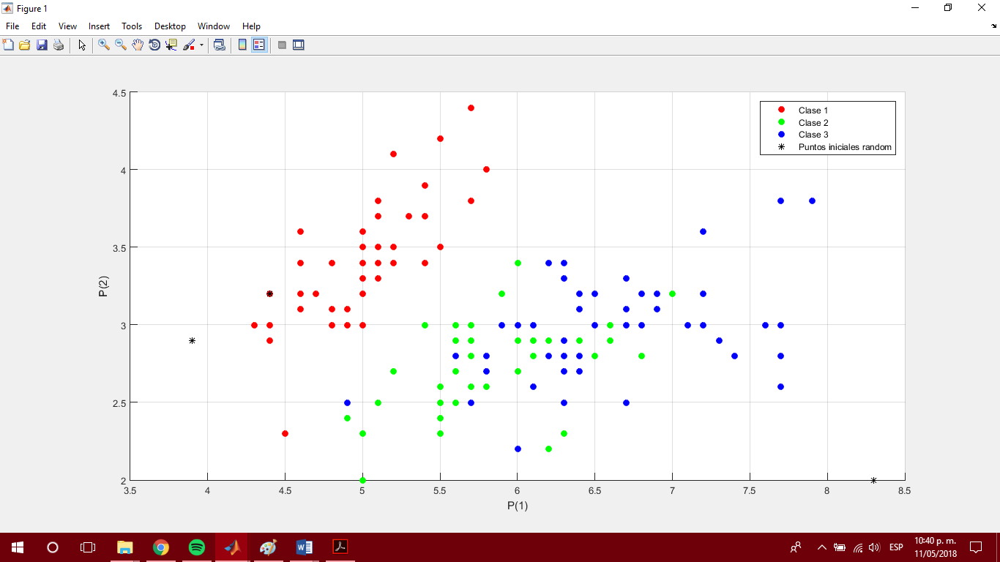 Figure 1
File Edit View Insert Tools Desktop Window Help
4.5
4
3.5
3
2.5
2
P(2)
3.5 4 4.5 5 5.5 6 6.5 7 7.5 8 8.5
P(1)
Clase 1
Clase 2
Clase 3
Puntos iniciales random
ESP
10:40 p. m.
11/05/2018